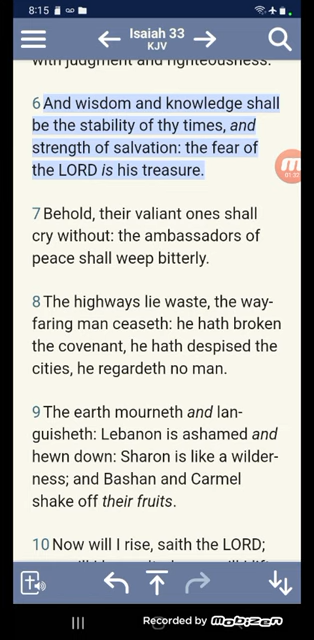 8:15
Isaiah 33
KJV
with judgment and righteousness.
6 And wisdom and knowledge shall
be the stability of thy times, and
strength of salvation: the fear of
the LORD is his treasure.
7 Behold, their valiant ones shall
cry without: the ambassadors of
peace shall weep bitterly.
8 The highways lie waste, the way-
faring man ceaseth: he hath broken
the covenant, he hath despised the
cities, he regardeth no man.
9 The earth mourneth and lan-
guisheth: Lebanon is ashamed and
hewn down: Sharon is like a wilder-
ness; and Bashan and Carmel
shake off their fruits.
10 Now will I rise, saith the LORD;
Recorded by mobizen